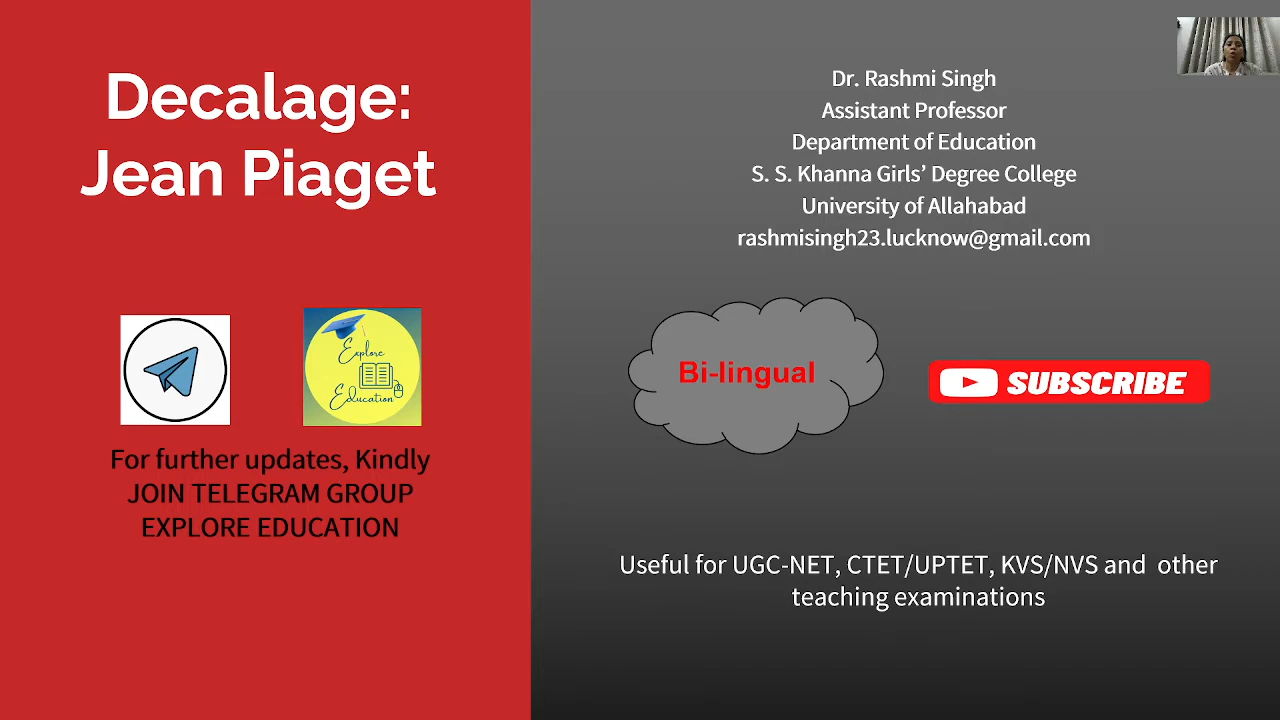 Decalage:
Jean Piaget
Explore
Education
For further updates, Kindly
JOIN TELEGRAM GROUP
EXPLORE EDUCATION
Dr. Rashmi Singh
Assistant Professor
Department of Education
S. S. Khanna Girls’ Degree College
University of Allahabad
rashmisingh23.lucknow@gmail.com
Bi-lingual
SUBSCRIBE
Useful for UGC-NET, CTET/UPTET, KVS/NVS and other
teaching examinations